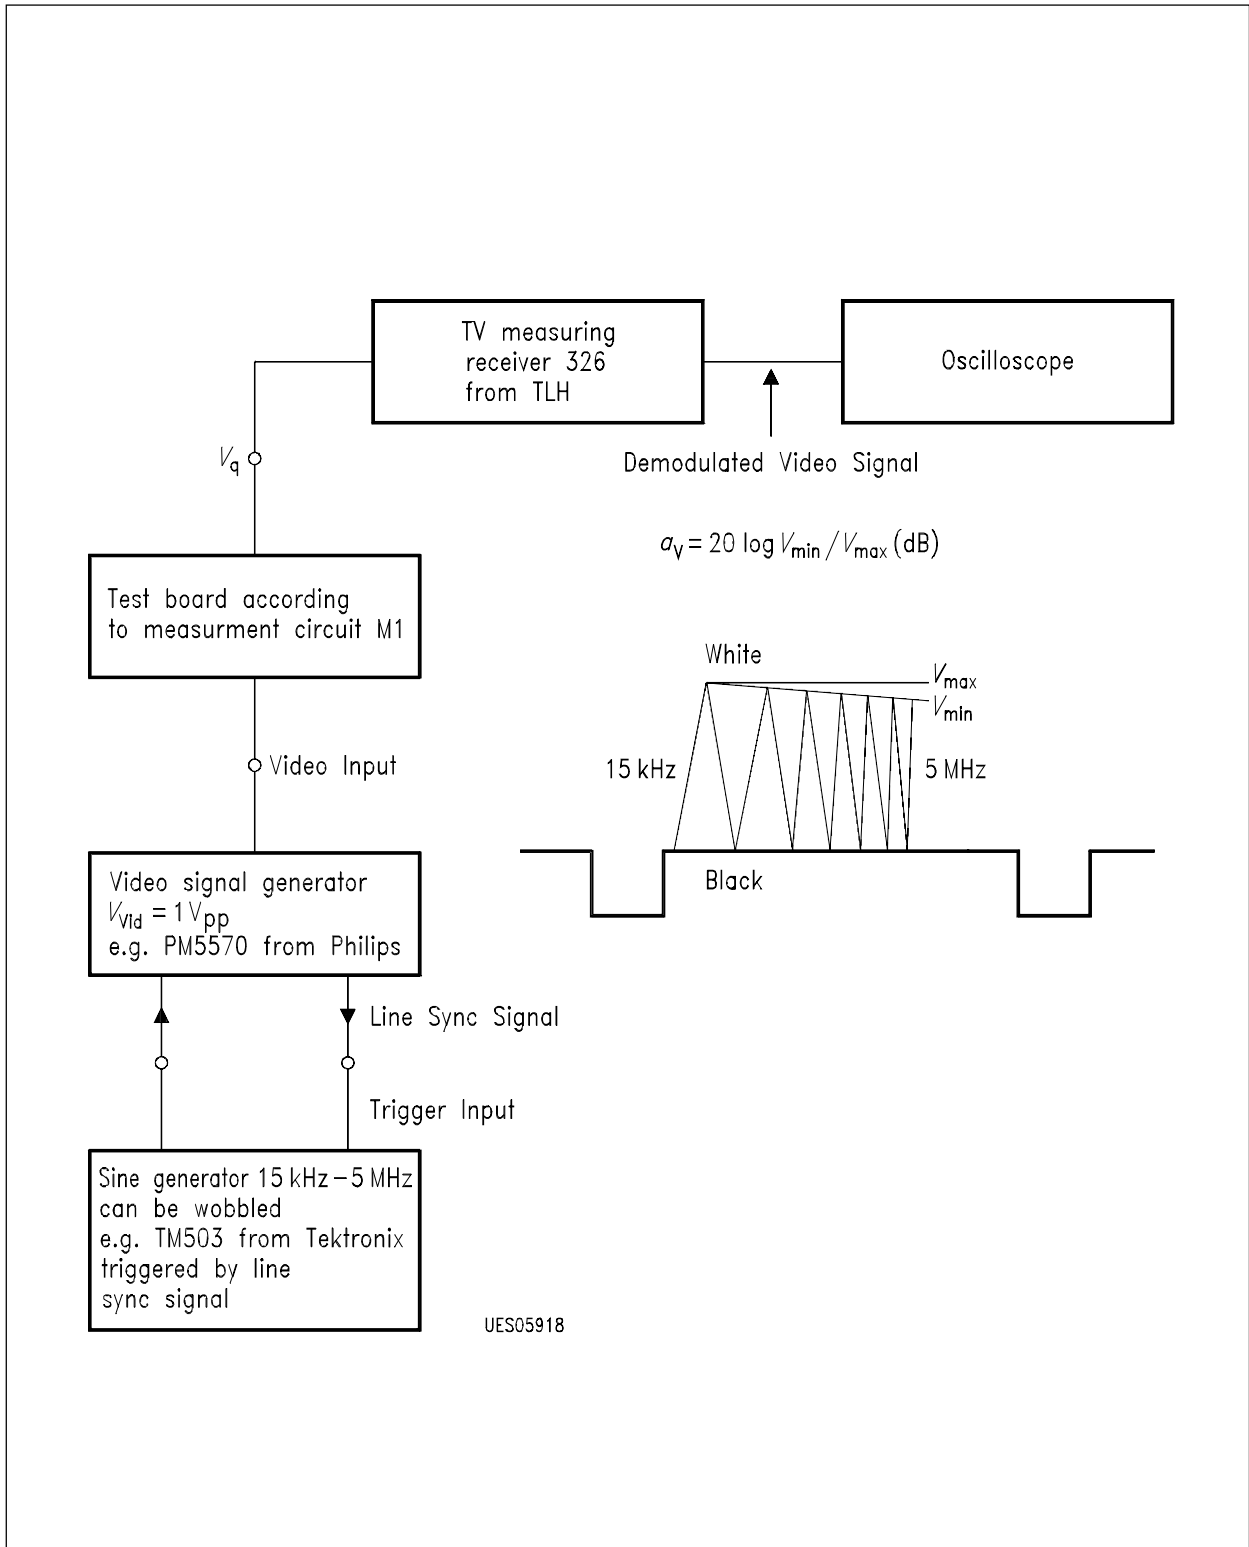 TV measuring
receiver 326
from TLH
Oscilloscope
Vq
Demodulated Video Signal
aV = 20 log Vmin / Vmax (dB)
Test board according
to measurment circuit M1
White
Vmax
Vmin
Video Input
15 kHz
5 MHz
Black
Video signal generator
VVid = 1 Vpp
e.g. PM5570 from Philips
Line Sync Signal
Trigger Input
Sine generator 15 kHz – 5 MHz
can be wobbled
e.g. TM503 from Tektronix
triggered by line
sync signal
UES05918